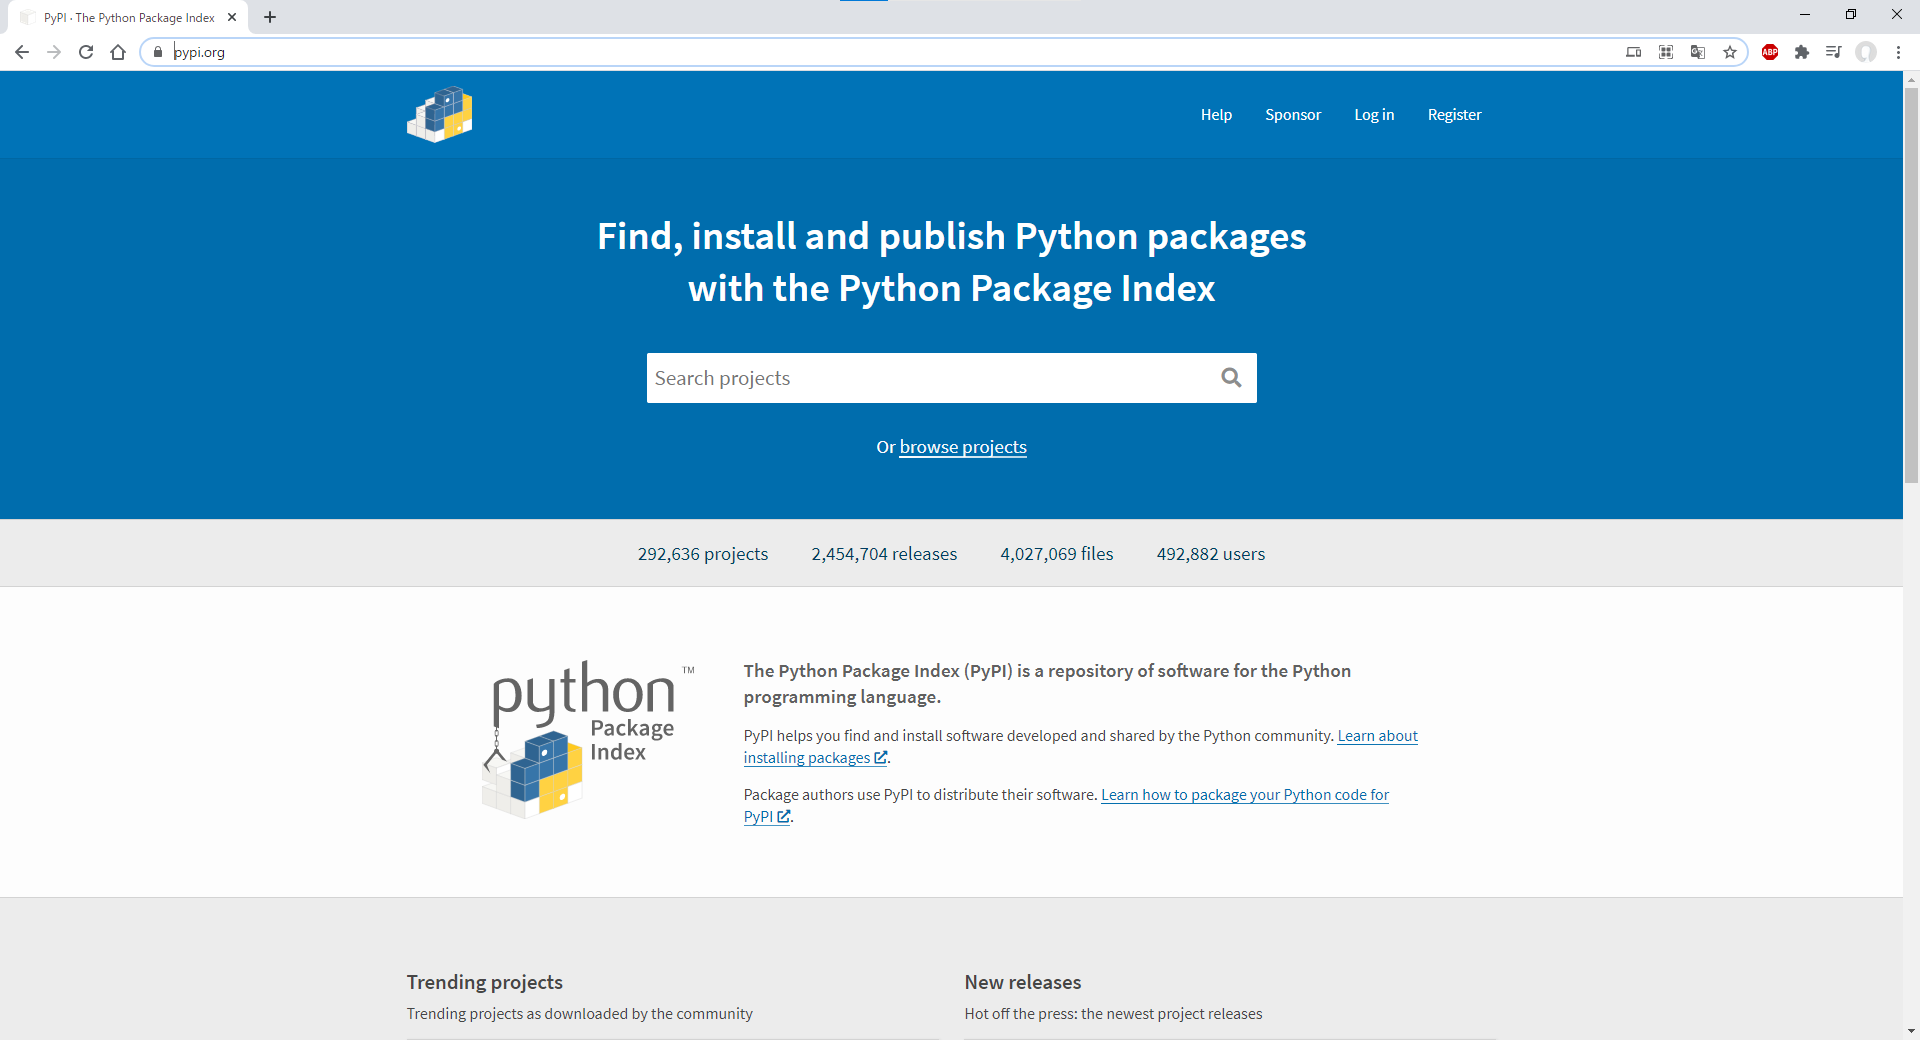 PyPI · The Python Package Index
pypi.org
ABP
Help Sponsor Log in Register
Find, install and publish Python packages
with the Python Package Index
Search projects
Or browse projects
292,636 projects 2,454,704 releases 4,027,069 files 492,882 users
python™
Package
Index
The Python Package Index (PyPI) is a repository of software for the Python
programming language.
PyPI helps you find and install software developed and shared by the Python community. Learn about
installing packages.
Package authors use PyPI to distribute their software. Learn how to package your Python code for
PyPI.
Trending projects
Trending projects as downloaded by the community
New releases
Hot off the press: the newest project releases